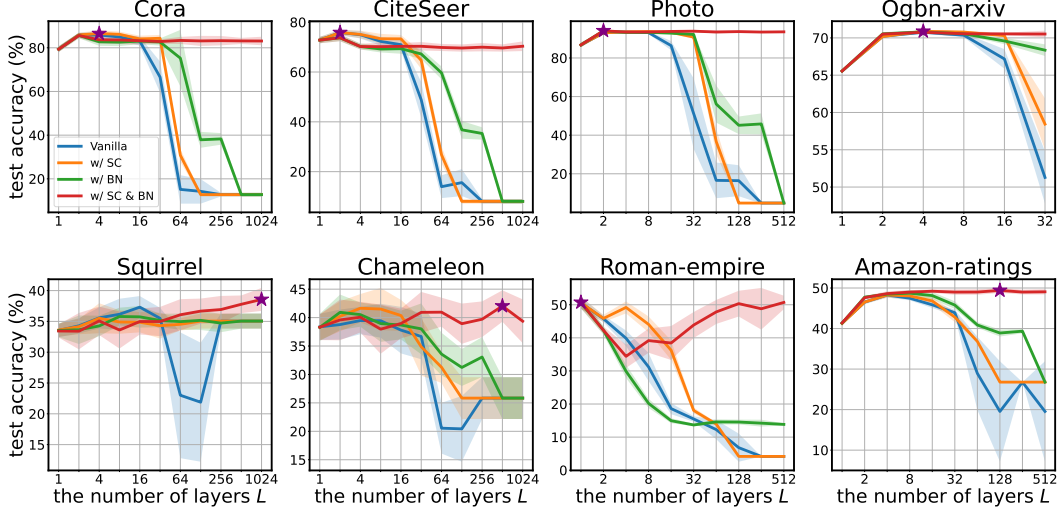 Cora
CiteSeer
Photo
Ogbn-arxiv
test accuracy (%)
80
60
40
20
Vanilla
w/ SC
w/ BN
w/ SC & BN
1 4 16 64 256 1024
80
70
60
50
40
30
20
10
1 4 16 64 256 1024
80
60
40
20
2 8 32 128 512
70
65
60
55
50
1 2 4 8 16 32
Squirrel
Chameleon
Roman-empire
Amazon-ratings
test accuracy (%)
40
35
30
25
20
15
1 4 16 64 256 1024
the number of layers L
45
40
35
30
25
20
15
1 4 16 64 256 1024
the number of layers L
50
40
30
20
10
0
2 8 32 128 512
the number of layers L
50
40
30
20
10
2 8 32 128 512
the number of layers L